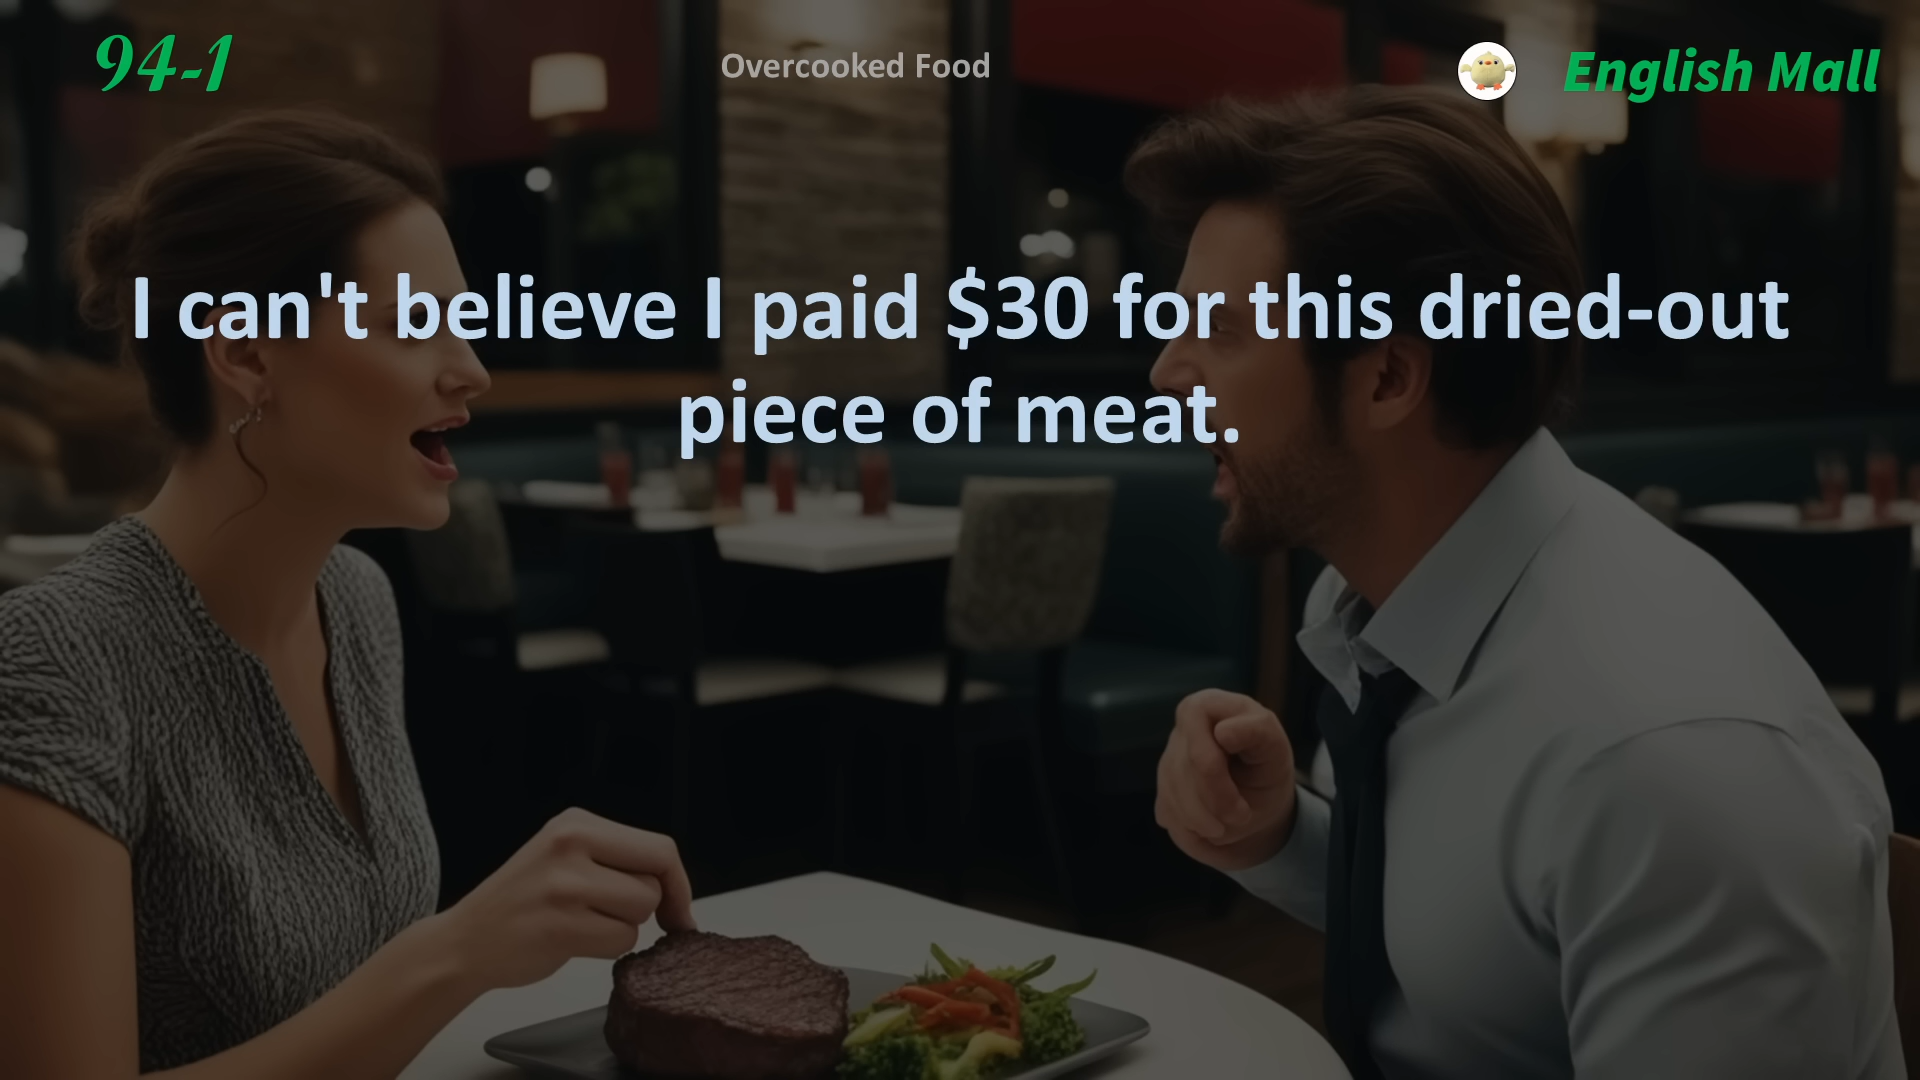 94-1
Overcooked Food
English Mall
I can't believe I paid $30 for this dried-out
piece of meat.